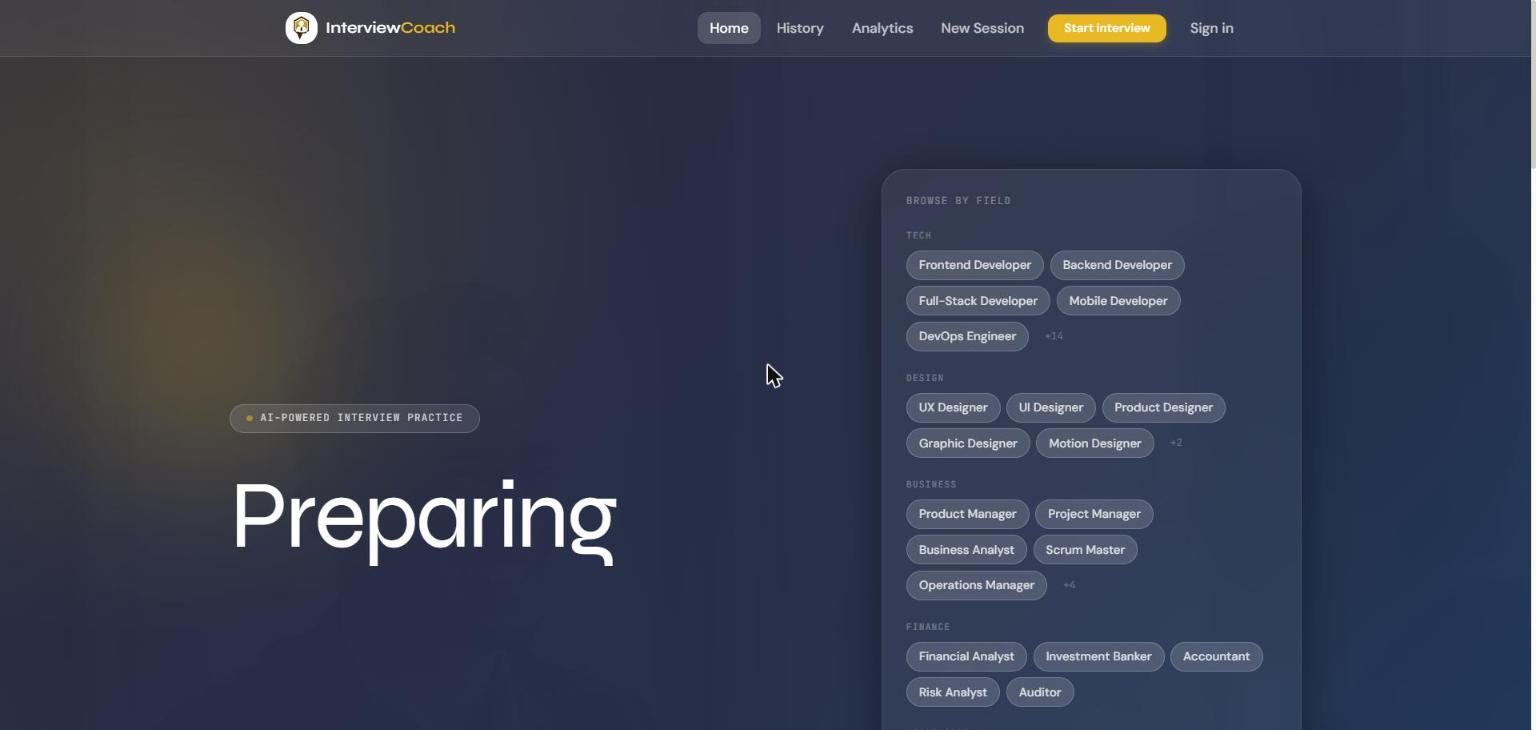 InterviewCoach
Home History Analytics New Session Start Interview Sign in
AI-POWERED INTERVIEW PRACTICE
Preparing
BROWSE BY FIELD
TECH
Frontend Developer Backend Developer
Full-Stack Developer Mobile Developer
DevOps Engineer +14
DESIGN
UX Designer UI Designer Product Designer
Graphic Designer Motion Designer +2
BUSINESS
Product Manager Project Manager
Business Analyst Scrum Master
Operations Manager +4
FINANCE
Financial Analyst Investment Banker Accountant
Risk Analyst Auditor